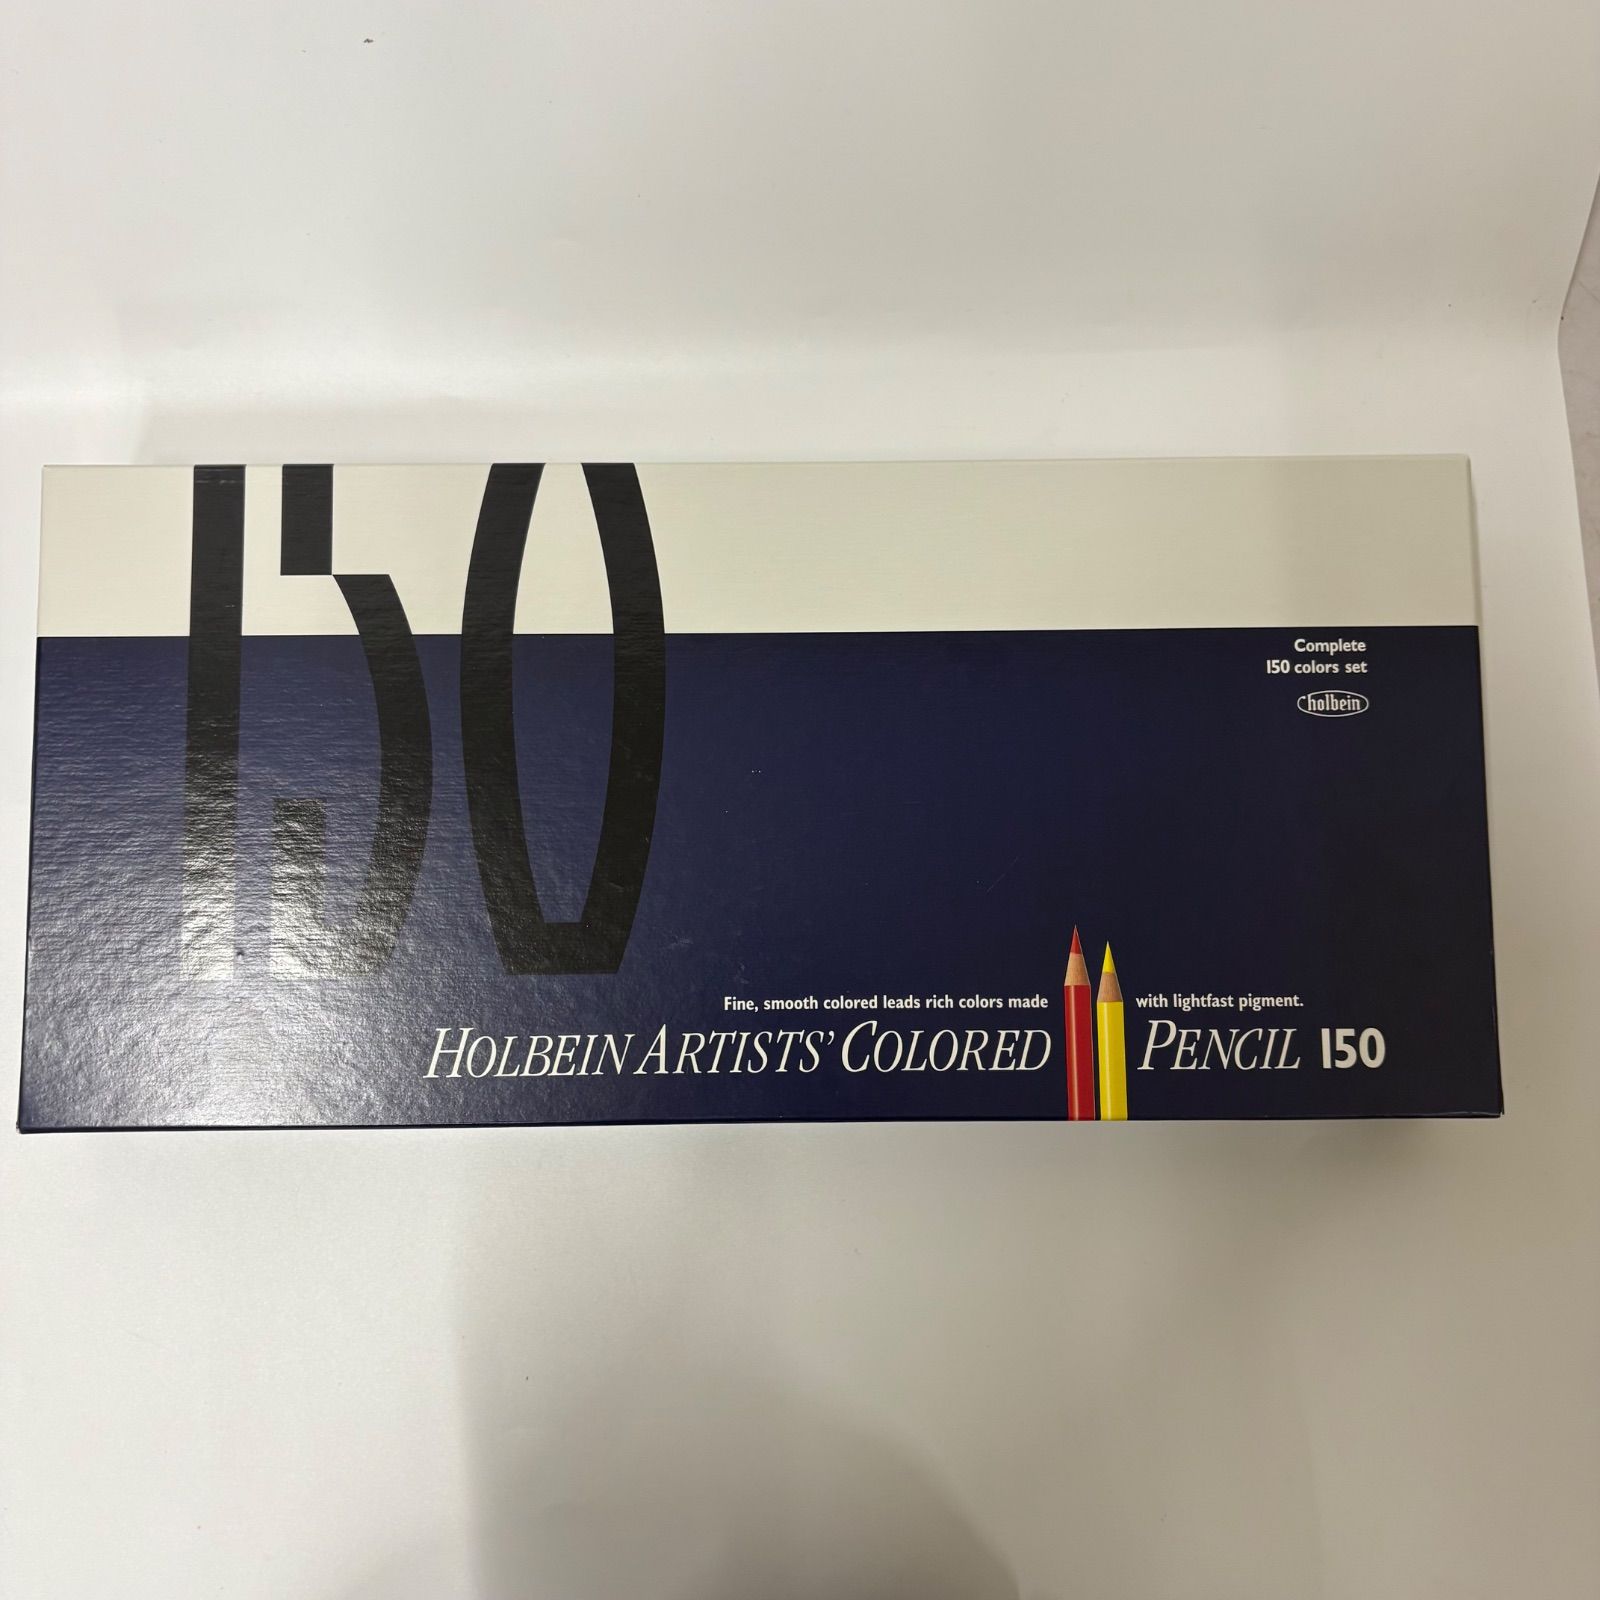 150
Complete
150 colors set
holbein
Fine, smooth colored leads rich colors made with lightfast pigment.
HOLBEIN ARTISTS' COLORED PENCIL 150